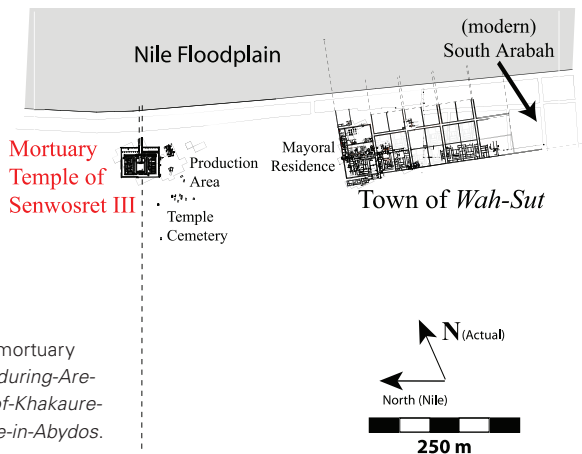 (modern)
South Arabah
Nile Floodplain
Mortuary
Temple of
Senwosret III
Production
Area
Temple
Cemetery
Mayoral
Residence
Town of Wah-Sut
N (Actual)
North (Nile)
250 m
mortuary
during-Are-
of-Khakaure-
e-in-Abydos.